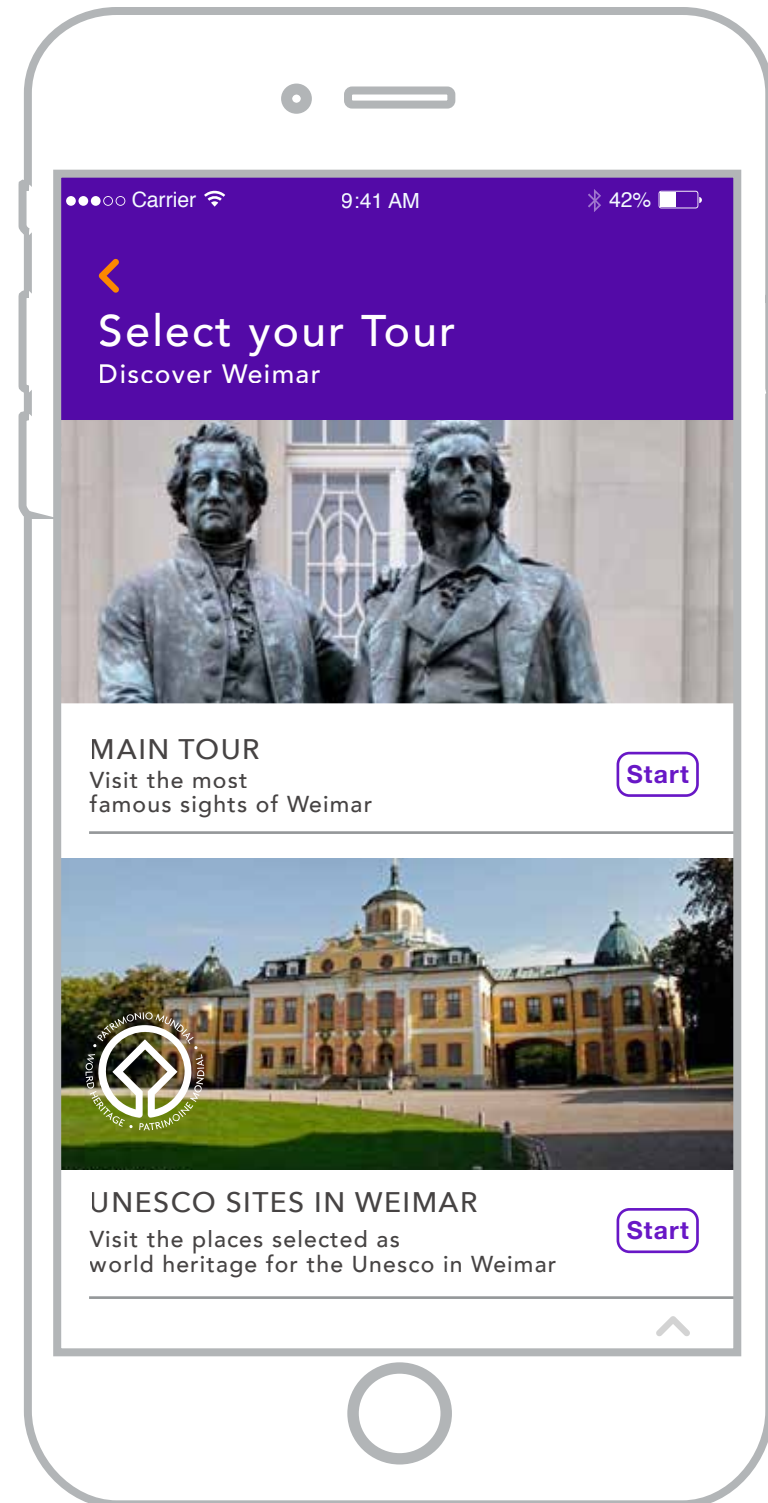 ●●●○○ Carrier 9:41 AM 42%
Select your Tour
Discover Weimar
MAIN TOUR
Visit the most
famous sights of Weimar
Start
PATRIMONIO MUNDIAL • WOLRD HERITAGE • PATRIMOINE MONDIAL •
UNESCO SITES IN WEIMAR
Visit the places selected as
world heritage for the Unesco in Weimar
Start